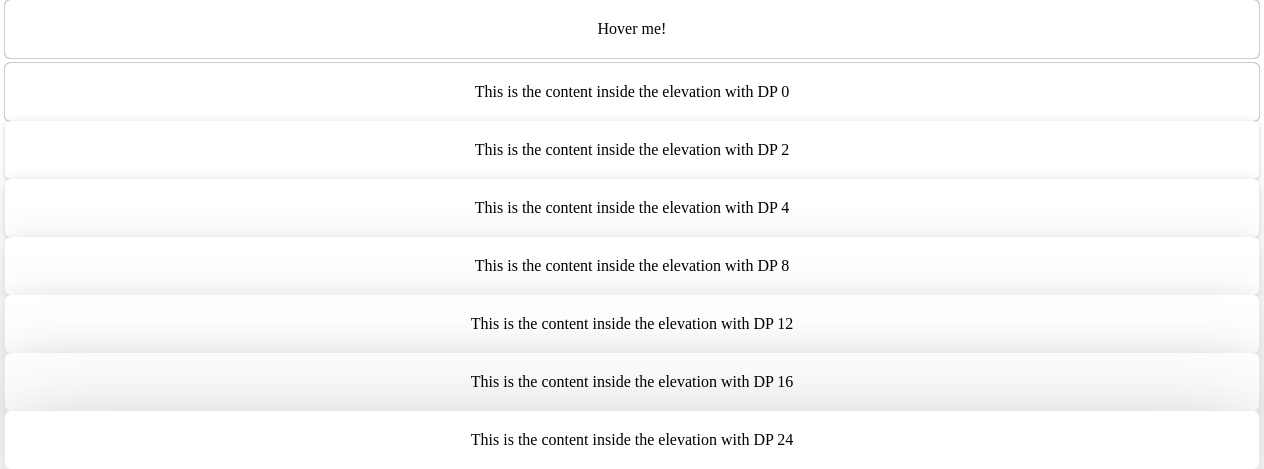 Hover me!
This is the content inside the elevation with DP 0
This is the content inside the elevation with DP 2
This is the content inside the elevation with DP 4
This is the content inside the elevation with DP 8
This is the content inside the elevation with DP 12
This is the content inside the elevation with DP 16
This is the content inside the elevation with DP 24